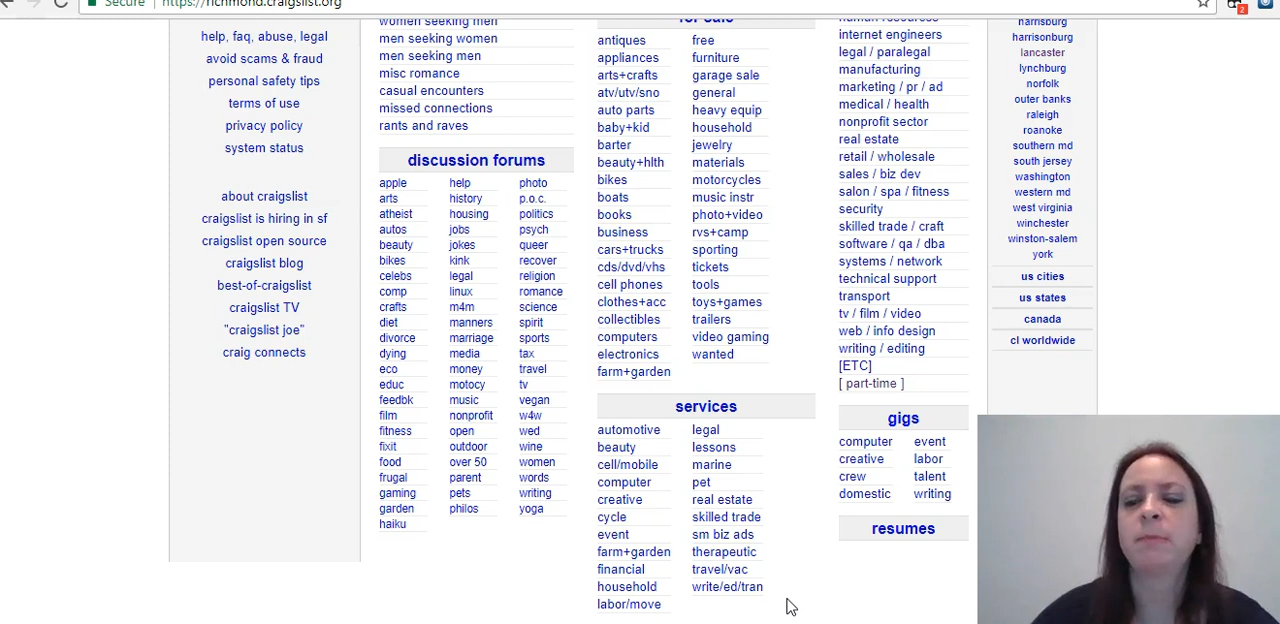 Secure https://richmond.craigslist.org
2
help, faq, abuse, legal
avoid scams & fraud
personal safety tips
terms of use
privacy policy
system status
about craigslist
craigslist is hiring in sf
craigslist open source
craigslist blog
best-of-craigslist
craigslist TV
"craigslist joe"
craig connects
women seeking men
men seeking women
men seeking men
misc romance
casual encounters
missed connections
rants and raves
discussion forums
apple
arts
atheist
autos
beauty
bikes
celebs
comp
crafts
diet
divorce
dying
eco
educ
feedbk
film
fitness
fixit
food
frugal
gaming
garden
haiku
help
history
housing
jobs
jokes
kink
legal
linux
m4m
manners
marriage
media
money
motocy
music
nonprofit
open
outdoor
over 50
parent
pets
philos
photo
p.o.c.
politics
psych
queer
recover
religion
romance
science
spirit
sports
tax
travel
tv
vegan
w4w
wed
wine
women
words
writing
yoga
for sale
antiques
appliances
arts+crafts
atv/utv/sno
auto parts
baby+kid
barter
beauty+hlth
bikes
boats
books
business
cars+trucks
cds/dvd/vhs
cell phones
clothes+acc
collectibles
computers
electronics
farm+garden
free
furniture
garage sale
general
heavy equip
household
jewelry
materials
motorcycles
music instr
photo+video
rvs+camp
sporting
tickets
tools
toys+games
trailers
video gaming
wanted
services
automotive
beauty
cell/mobile
computer
creative
cycle
event
farm+garden
financial
household
labor/move
legal
lessons
marine
pet
real estate
skilled trade
sm biz ads
therapeutic
travel/vac
write/ed/tran
human resources
internet engineers
legal / paralegal
manufacturing
marketing / pr / ad
medical / health
nonprofit sector
real estate
retail / wholesale
sales / biz dev
salon / spa / fitness
security
skilled trade / craft
software / qa / dba
systems / network
technical support
transport
tv / film / video
web / info design
writing / editing
[ETC]
[ part-time ]
gigs
computer
creative
crew
domestic
event
labor
talent
writing
resumes
harrisburg
harrisonburg
lancaster
lynchburg
norfolk
outer banks
raleigh
roanoke
southern md
south jersey
washington
western md
west virginia
winchester
winston-salem
york
us cities
us states
canada
cl worldwide